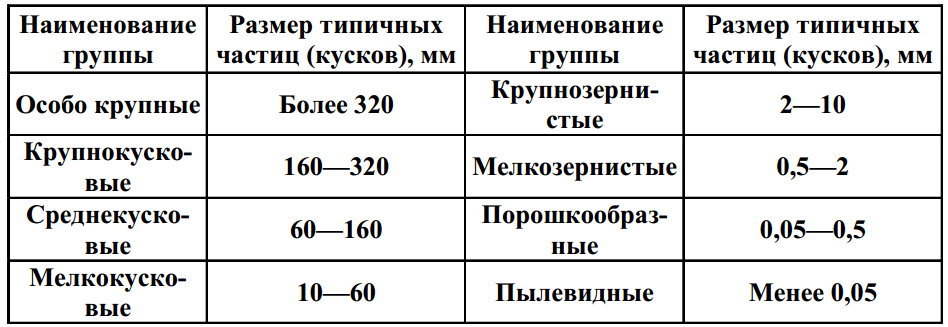 Наименование группы | Размер типичных частиц (кусков), мм | Наименование группы | Размер типичных частиц (кусков), мм
Особо крупные | Более 320 | Крупнозерни-стые | 2—10
Крупнокуско-вые | 160—320 | Мелкозернистые | 0,5—2
Среднекуско-вые | 60—160 | Порошкообраз-ные | 0,05—0,5
Мелкокуско-вые | 10—60 | Пылевидные | Менее 0,05